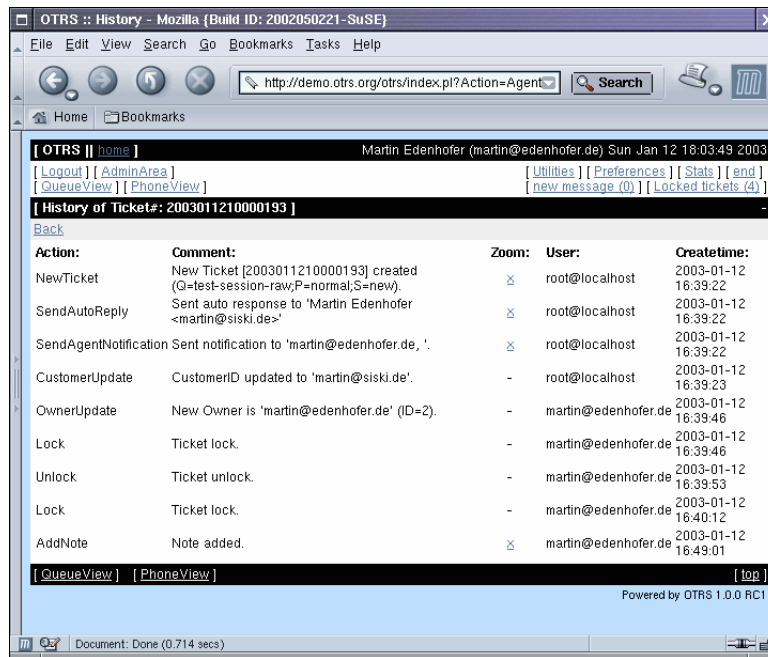 OTRS :: History - Mozilla {Build ID: 2002050221-SuSE}
File Edit View Search Go Bookmarks Tasks Help
http://demo.otrs.org/otrs/index.pl?Action=Agent Search
Home Bookmarks
[ OTRS || home ] Martin Edenhofer (martin@edenhofer.de) Sun Jan 12 18:03:49 2003
[ Logout ] [ AdminArea ] [ Utilities ] [ Preferences ] [ Stats ] [ end ]
[ QueueView ] [ PhoneView ] [ new message (0) ] [ Locked tickets (4) ]
[ History of Ticket#: 2003011210000193 ] -
Back
Action: Comment: Zoom: User: Createtime:
NewTicket New Ticket [2003011210000193] created (Q=test-session-raw;P=normal;S=new). x root@localhost 2003-01-12 16:39:22
SendAutoReply Sent auto response to 'Martin Edenhofer <martin@siski.de>' x root@localhost 2003-01-12 16:39:22
SendAgentNotification Sent notification to 'martin@edenhofer.de, '. x root@localhost 2003-01-12 16:39:22
CustomerUpdate CustomerID updated to 'martin@siski.de'. - root@localhost 2003-01-12 16:39:23
OwnerUpdate New Owner is 'martin@edenhofer.de' (ID=2). - martin@edenhofer.de 2003-01-12 16:39:46
Lock Ticket lock. - martin@edenhofer.de 2003-01-12 16:39:46
Unlock Ticket unlock. - martin@edenhofer.de 2003-01-12 16:39:53
Lock Ticket lock. - martin@edenhofer.de 2003-01-12 16:40:12
AddNote Note added. x martin@edenhofer.de 2003-01-12 16:49:01
[ QueueView ] [ PhoneView ] [ top ]
Powered by OTRS 1.0.0 RC1
Document: Done (0.714 secs)